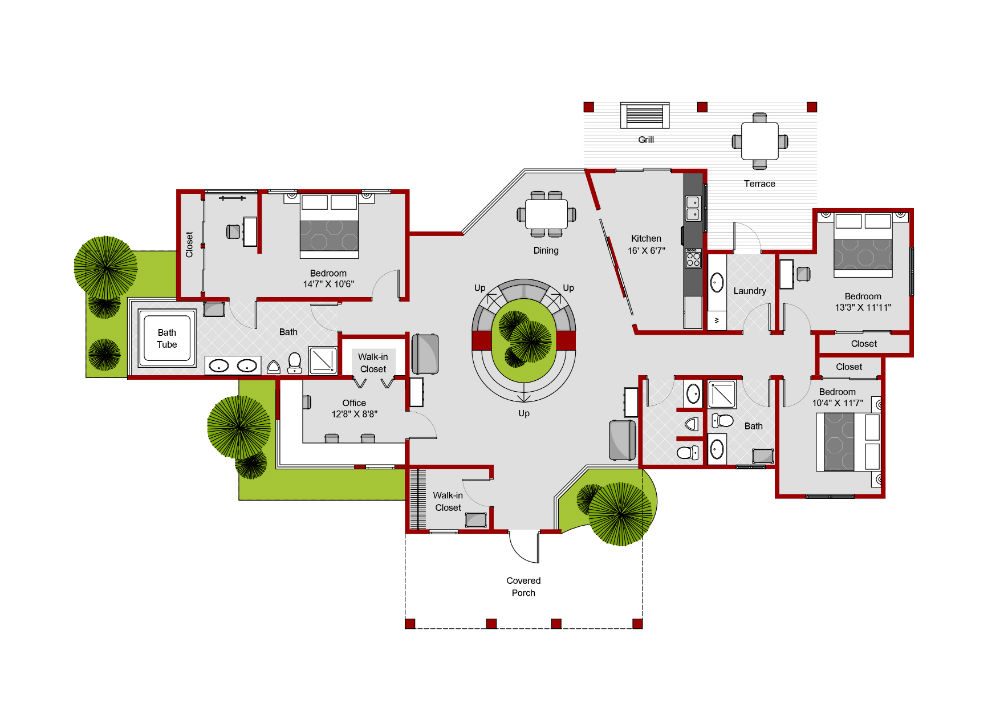 Grill
Terrace
Closet
Dining
Kitchen
16' X 6'7"
Bedroom
14'7" X 10'6"
Up
Up
Laundry
Bedroom
13'3" X 11'11"
Bath
Tube
Bath
Closet
Walk-in
Closet
Closet
Office
12'8" X 8'8"
Up
Bedroom
10'4" X 11'7"
Bath
Walk-in
Closet
Covered
Porch